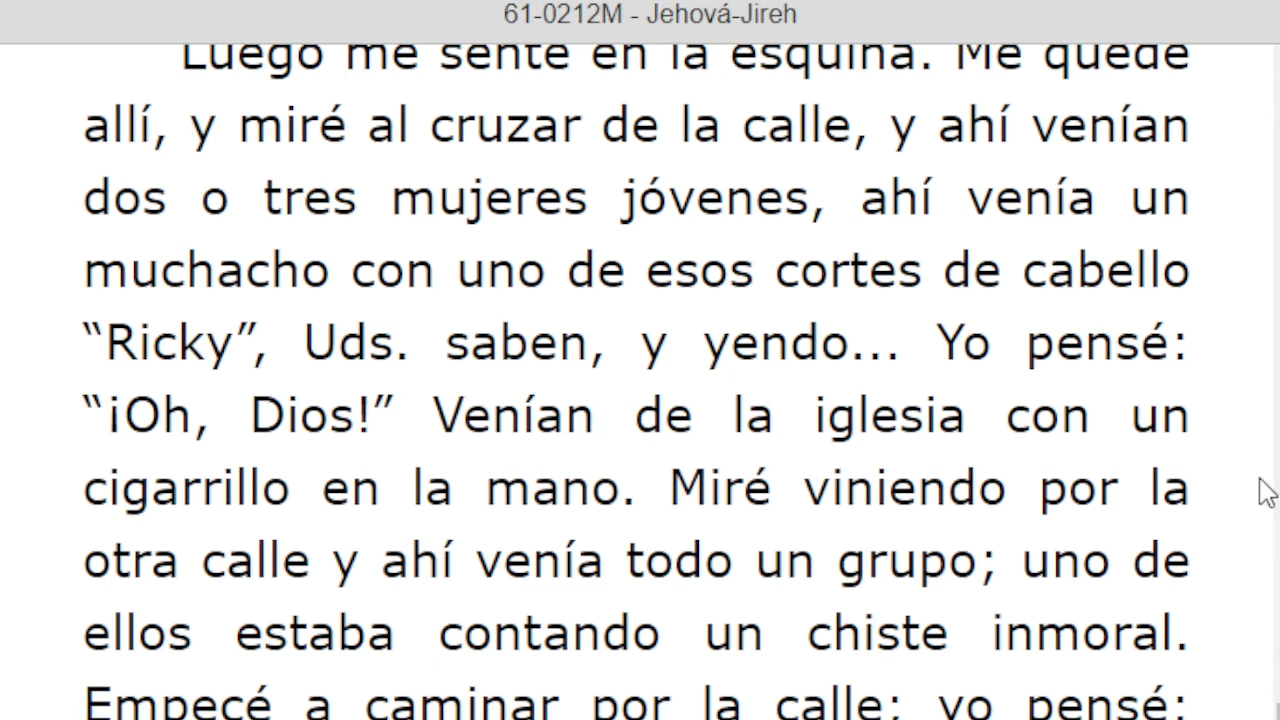 61-0212M - Jehová-Jireh
Luego me senté en la esquina. Me quedé
allí, y miré al cruzar de la calle, y ahí venían
dos o tres mujeres jóvenes, ahí venía un
muchacho con uno de esos cortes de cabello
“Ricky”, Uds. saben, y yendo... Yo pensé:
“¡Oh, Dios!” Venían de la iglesia con un
cigarrillo en la mano. Miré viniendo por la
otra calle y ahí venía todo un grupo; uno de
ellos estaba contando un chiste inmoral.
Empecé a caminar por la calle; yo pensé: